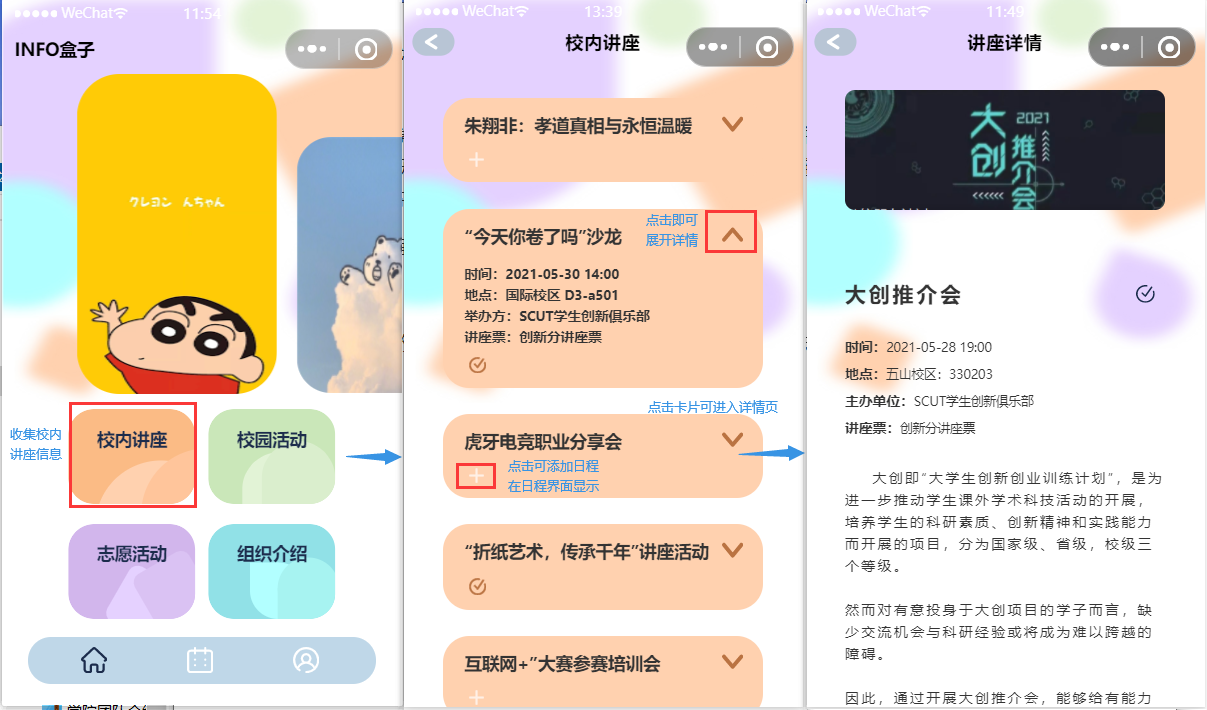 WeChat
11:54
INFO盒子
クレヨン んちゃん
收集校内
讲座信息
校内讲座
校园活动
志愿活动
组织介绍
WeChat
13:39
校内讲座
朱翔非：孝道真相与永恒温暖
“今天你卷了吗”沙龙
点击即可
展开详情
时间：2021-05-30 14:00
地点：国际校区 D3-a501
举办方：SCUT学生创新俱乐部
讲座票：创新分讲座票
点击卡片可进入详情页
虎牙电竞职业分享会
点击可添加日程
在日程界面显示
“折纸艺术，传承千年”讲座活动
互联网+”大赛参赛培训会
WeChat
11:49
讲座详情
大创
2021
推介会
大创推介会
时间：2021-05-28 19:00
地点：五山校区：330203
主办单位：SCUT学生创新俱乐部
讲座票：创新分讲座票
大创即“大学生创新创业训练计划”，是为
进一步推动学生课外学术科技活动的开展，
培养学生的科研素质、创新精神和实践能力
而开展的项目，分为国家级、省级，校级三
个等级。
然而对有意投身于大创项目的学子而言，缺
少交流机会与科研经验或将成为难以跨越的
障碍。
因此，通过开展大创推介会，能够给有能力